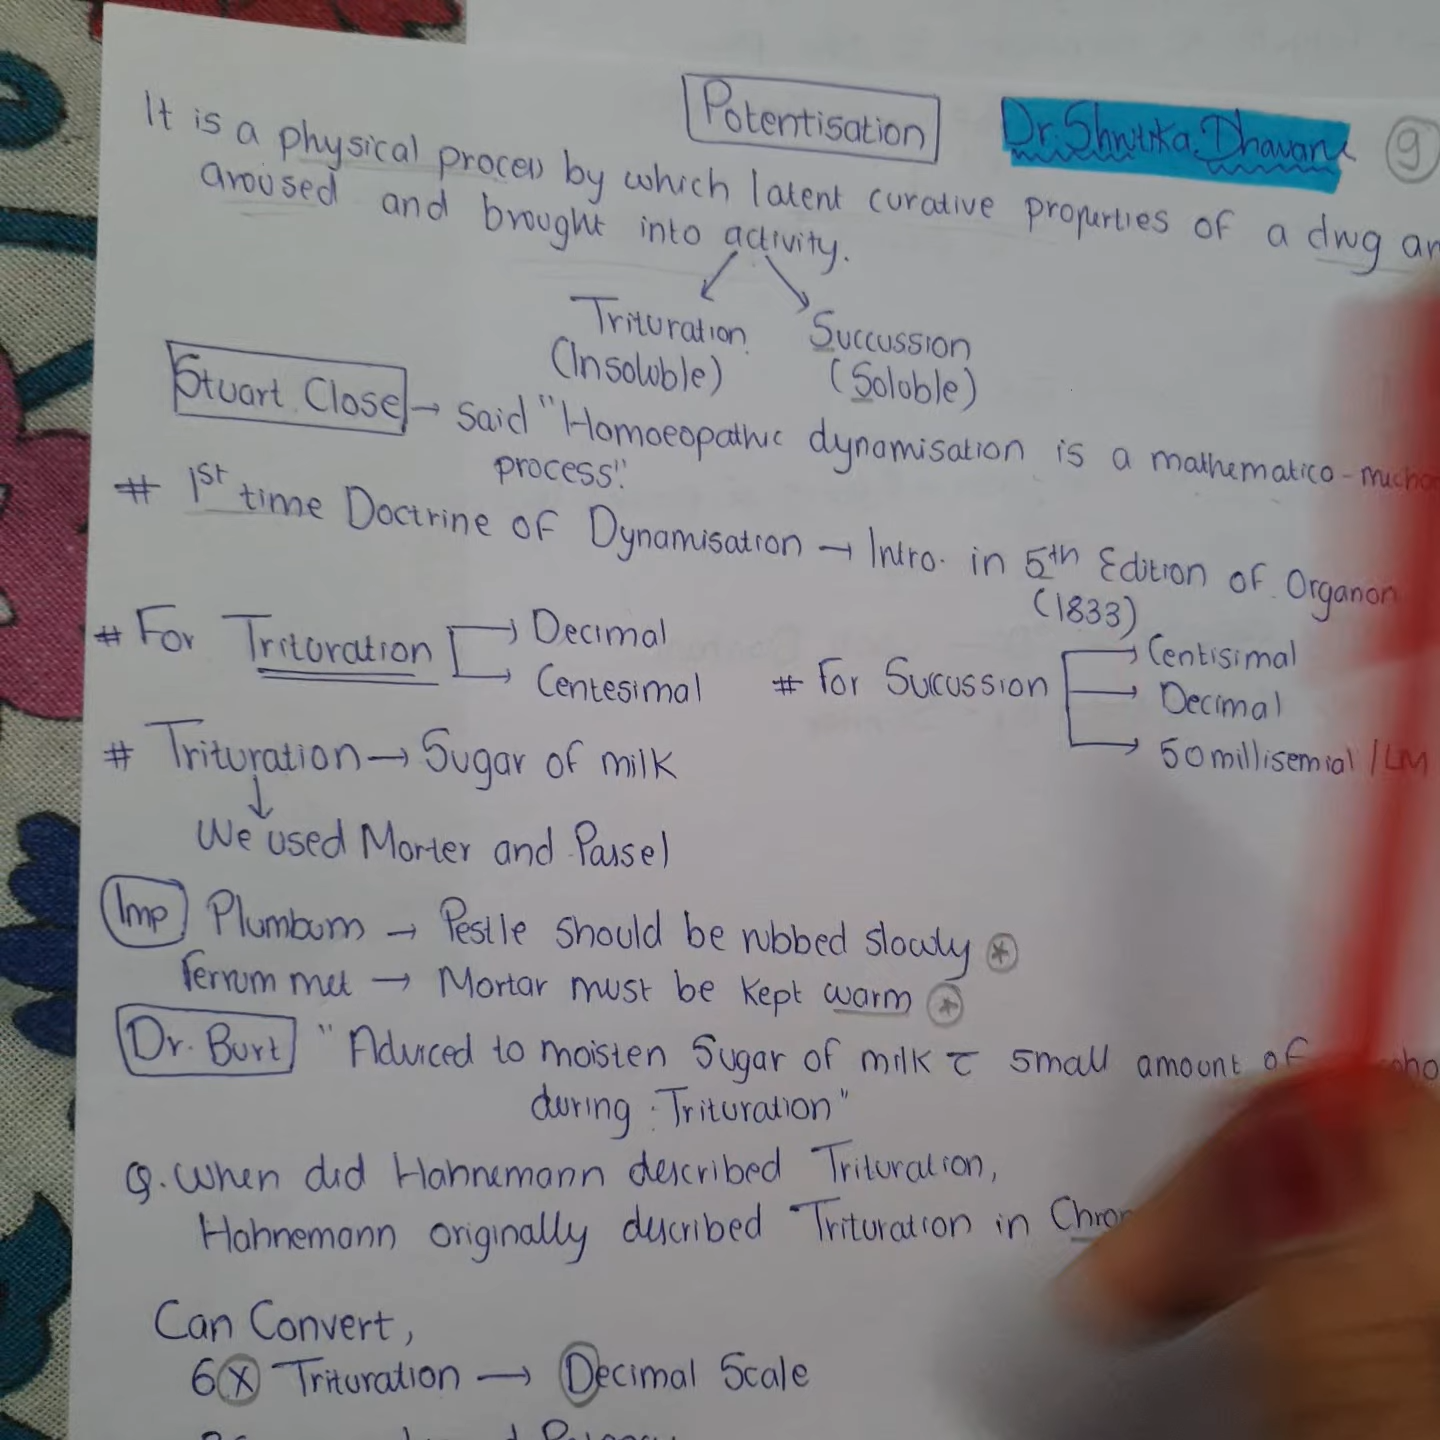 Potentisation
Dr. Shrutika. Dhavane
9
It is a physical process by which latent curative properties of a drug
aroused and brought into activity.
Trituration Succussion
(Insoluble) (Soluble)
Stuart Close → Said "Homoeopathic dynamisation is a mathematico-
process".
# 1st time Doctrine of Dynamisation → Intro. in 5th Edition of Organon
(1833)
# For Trituration → Decimal
→ Centesimal
# For Succussion → Centisimal
→ Decimal
→ 50 millisemial / LM
# Trituration → Sugar of milk
↓
We used Morter and Passel
Imp Plumbum → Pestle should be rubbed slowly *
Ferrum met → Mortar must be kept warm *
Dr. Burt "Adviced to moisten Sugar of milk c̄ small amount of
during Trituration"
Q. When did Hahnemann described Trituration,
Hahnemann originally described Trituration in
Can Convert,
6X Trituration → Decimal Scale